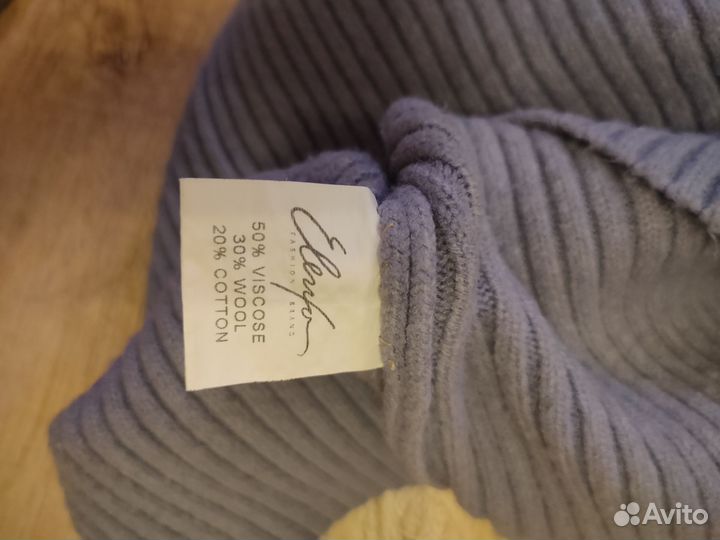 Elenfo
FASHION BRAND
50% VISCOSE
30% WOOL
20% COTTON
Avito